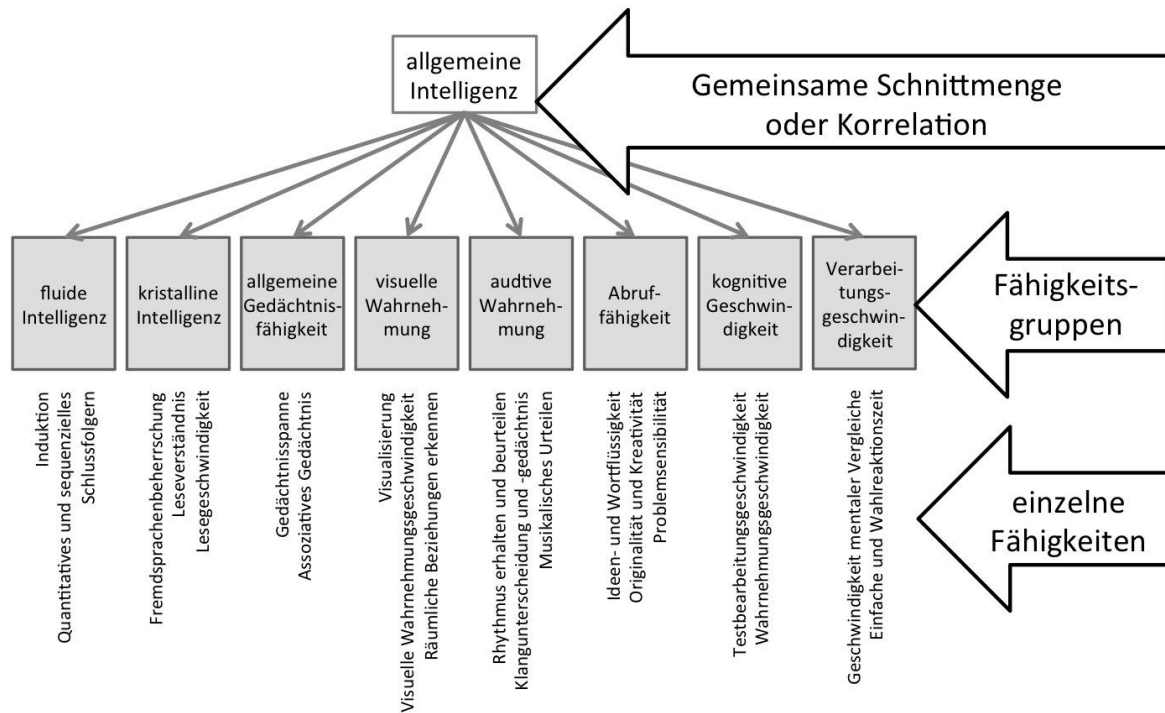 allgemeine
Intelligenz
Gemeinsame Schnittmenge
oder Korrelation
fluide
Intelligenz
kristalline
Intelligenz
allgemeine
Gedächtnis-
fähigkeit
visuelle
Wahrneh-
mung
audtive
Wahrneh-
mung
Abruf-
fähigkeit
kognitive
Geschwin-
digkeit
Verarbei-
tungs-
geschwin-
digkeit
Fähigkeits-
gruppen
Induktion
Quantitatives und sequenzielles
Schlussfolgern
Fremdsprachenbeherrschung
Leseverständnis
Lesegeschwindigkeit
Gedächtnisspanne
Assoziatives Gedächtnis
Visualisierung
Visuelle Wahrnehmungsgeschwindigkeit
Räumliche Beziehungen erkennen
Rhythmus erhalten und beurteilen
Klangunterscheidung und -gedächtnis
Musikalisches Urteilen
Ideen- und Wortflüssigkeit
Originalität und Kreativität
Problemsensibilität
Testbearbeitungsgeschwindigkeit
Wahrnehmungsgeschwindigkeit
Geschwindigkeit mentaler Vergleiche
Einfache und Wahlreaktionszeit
einzelne
Fähigkeiten